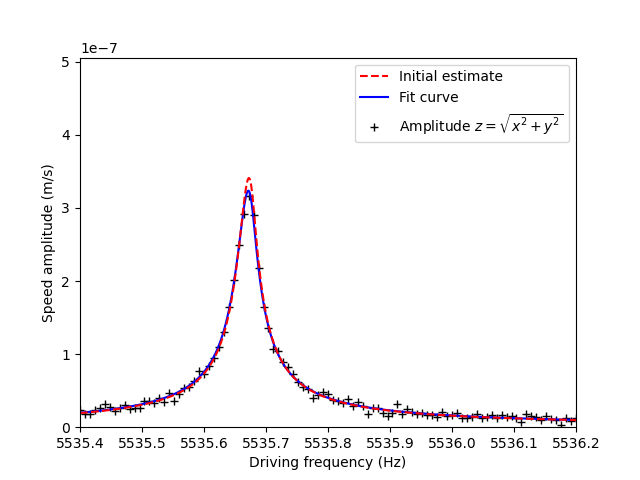 1e−7
5
4
3
2
1
0
5535.4 5535.5 5535.6 5535.7 5535.8 5535.9 5536.0 5536.1 5536.2
Driving frequency (Hz)
Speed amplitude (m/s)
Initial estimate
Fit curve
Amplitude z = √x² + y²